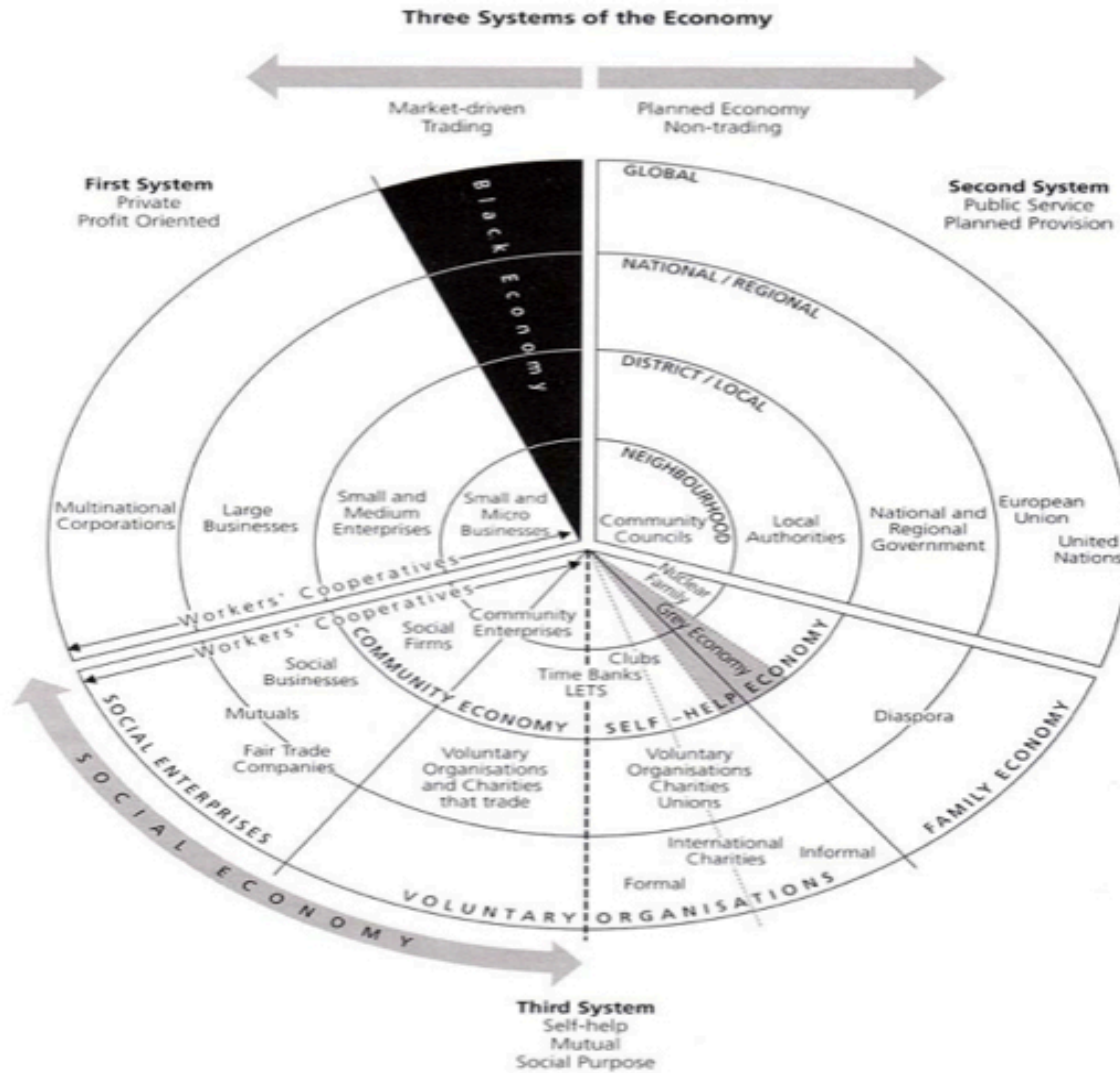 Three Systems of the Economy
Market-driven
Trading
Planned Economy
Non-trading
First System
Private
Profit Oriented
Second System
Public Service
Planned Provision
Black Economy
GLOBAL
NATIONAL / REGIONAL
DISTRICT / LOCAL
NEIGHBOURHOOD
Multinational
Corporations
Large
Businesses
Small and
Medium
Enterprises
Small and
Micro
Businesses
Community
Councils
Local
Authorities
National and
Regional
Government
European
Union
United
Nations
Workers' Cooperatives
Workers' Cooperatives
Nuclear
Family
Grey Economy
Community
Enterprises
Social
Firms
Social
Businesses
Mutuals
Fair Trade
Companies
COMMUNITY ECONOMY
SELF-HELP ECONOMY
Clubs
Time Banks
LETS
Voluntary
Organisations
and Charities
that trade
Voluntary
Organisations
Charities
Unions
Diaspora
International
Charities
Informal
Formal
SOCIAL ENTERPRISES
VOLUNTARY ORGANISATIONS
FAMILY ECONOMY
SOCIAL ECONOMY
Third System
Self-help
Mutual
Social Purpose